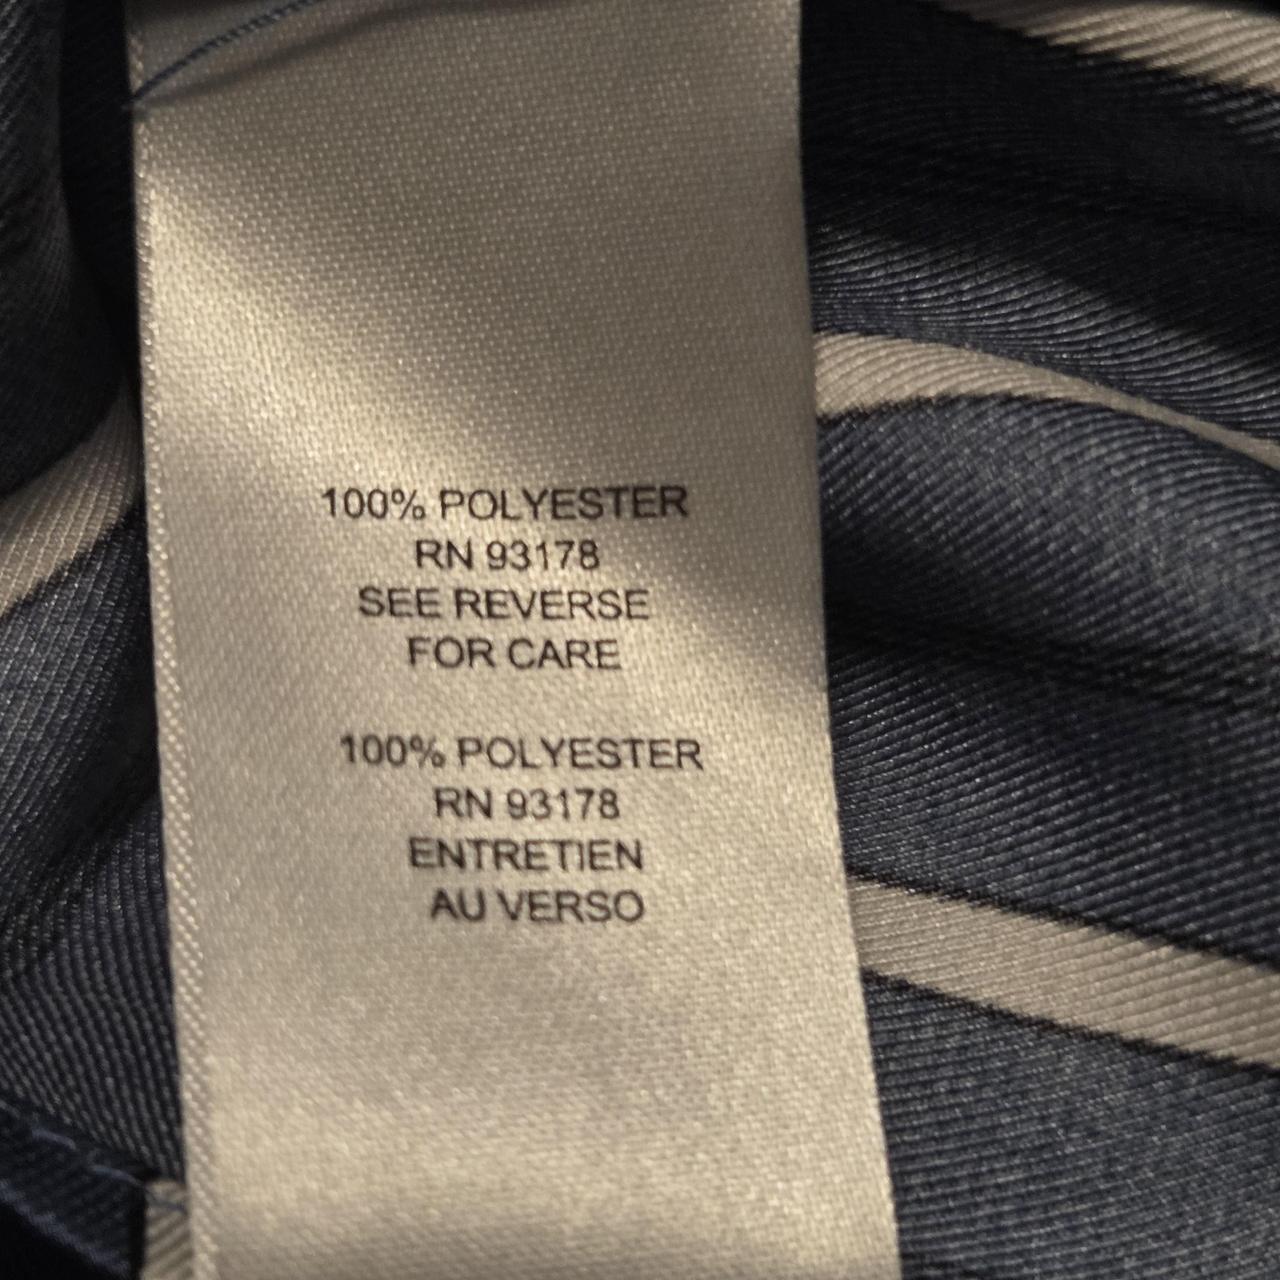 100% POLYESTER
RN 93178
SEE REVERSE
FOR CARE
100% POLYESTER
RN 93178
ENTRETIEN
AU VERSO